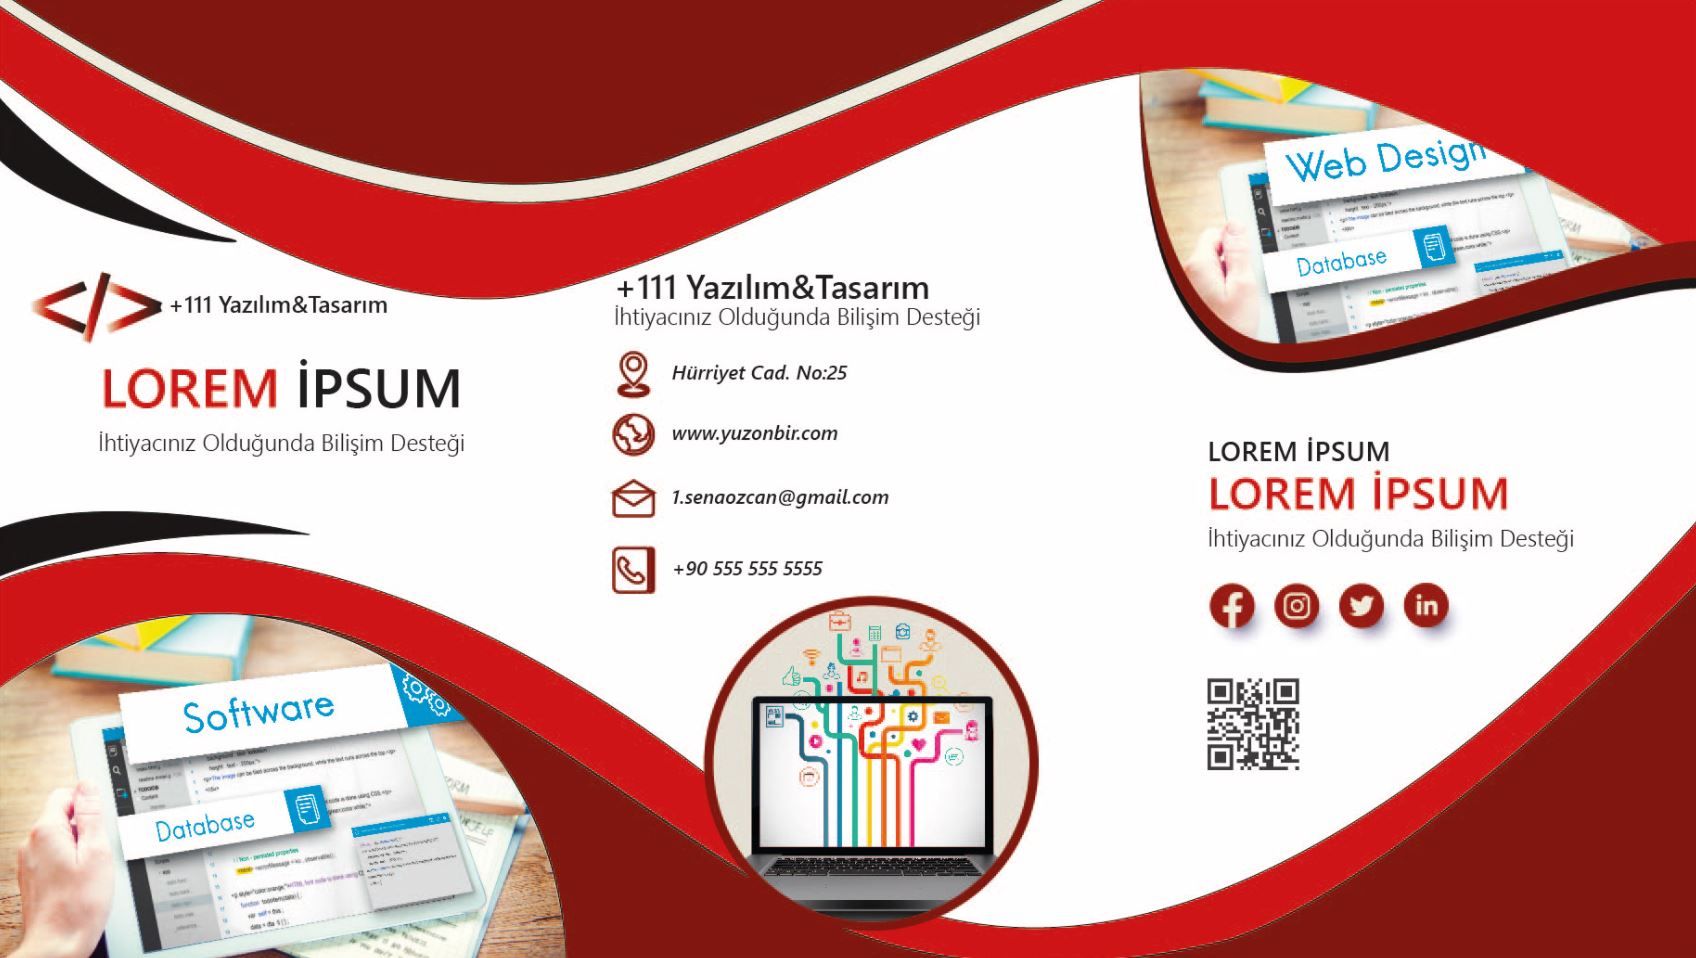 +111 Yazılım&Tasarım
LOREM İPSUM
İhtiyacınız Olduğunda Bilişim Desteği
Software
Database
+111 Yazılım&Tasarım
İhtiyacınız Olduğunda Bilişim Desteği
Hürriyet Cad. No:25
www.yuzonbir.com
1.senaozcan@gmail.com
+90 555 555 5555
Web Design
Database
LOREM İPSUM
LOREM İPSUM
İhtiyacınız Olduğunda Bilişim Desteği